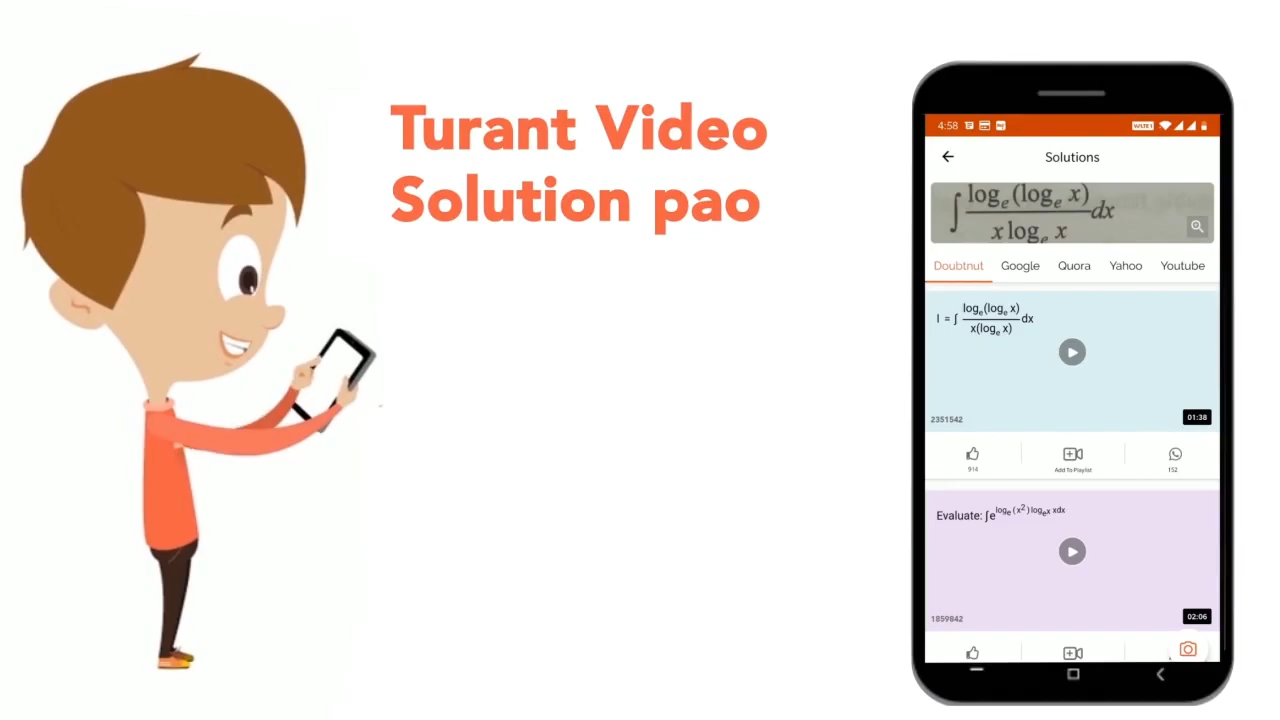 Turant Video
Solution pao
4:58
Solutions
∫ logₑ(logₑ x) / x logₑ x dx
Doubtnut Google Quora Yahoo Youtube
I = ∫ logₑ(logₑ x) / x(logₑ x) dx
2351542 01:38
914 Add To Playlist 152
Evaluate: ∫e^logₑ(x²)logₑx xdx
1859842 02:06